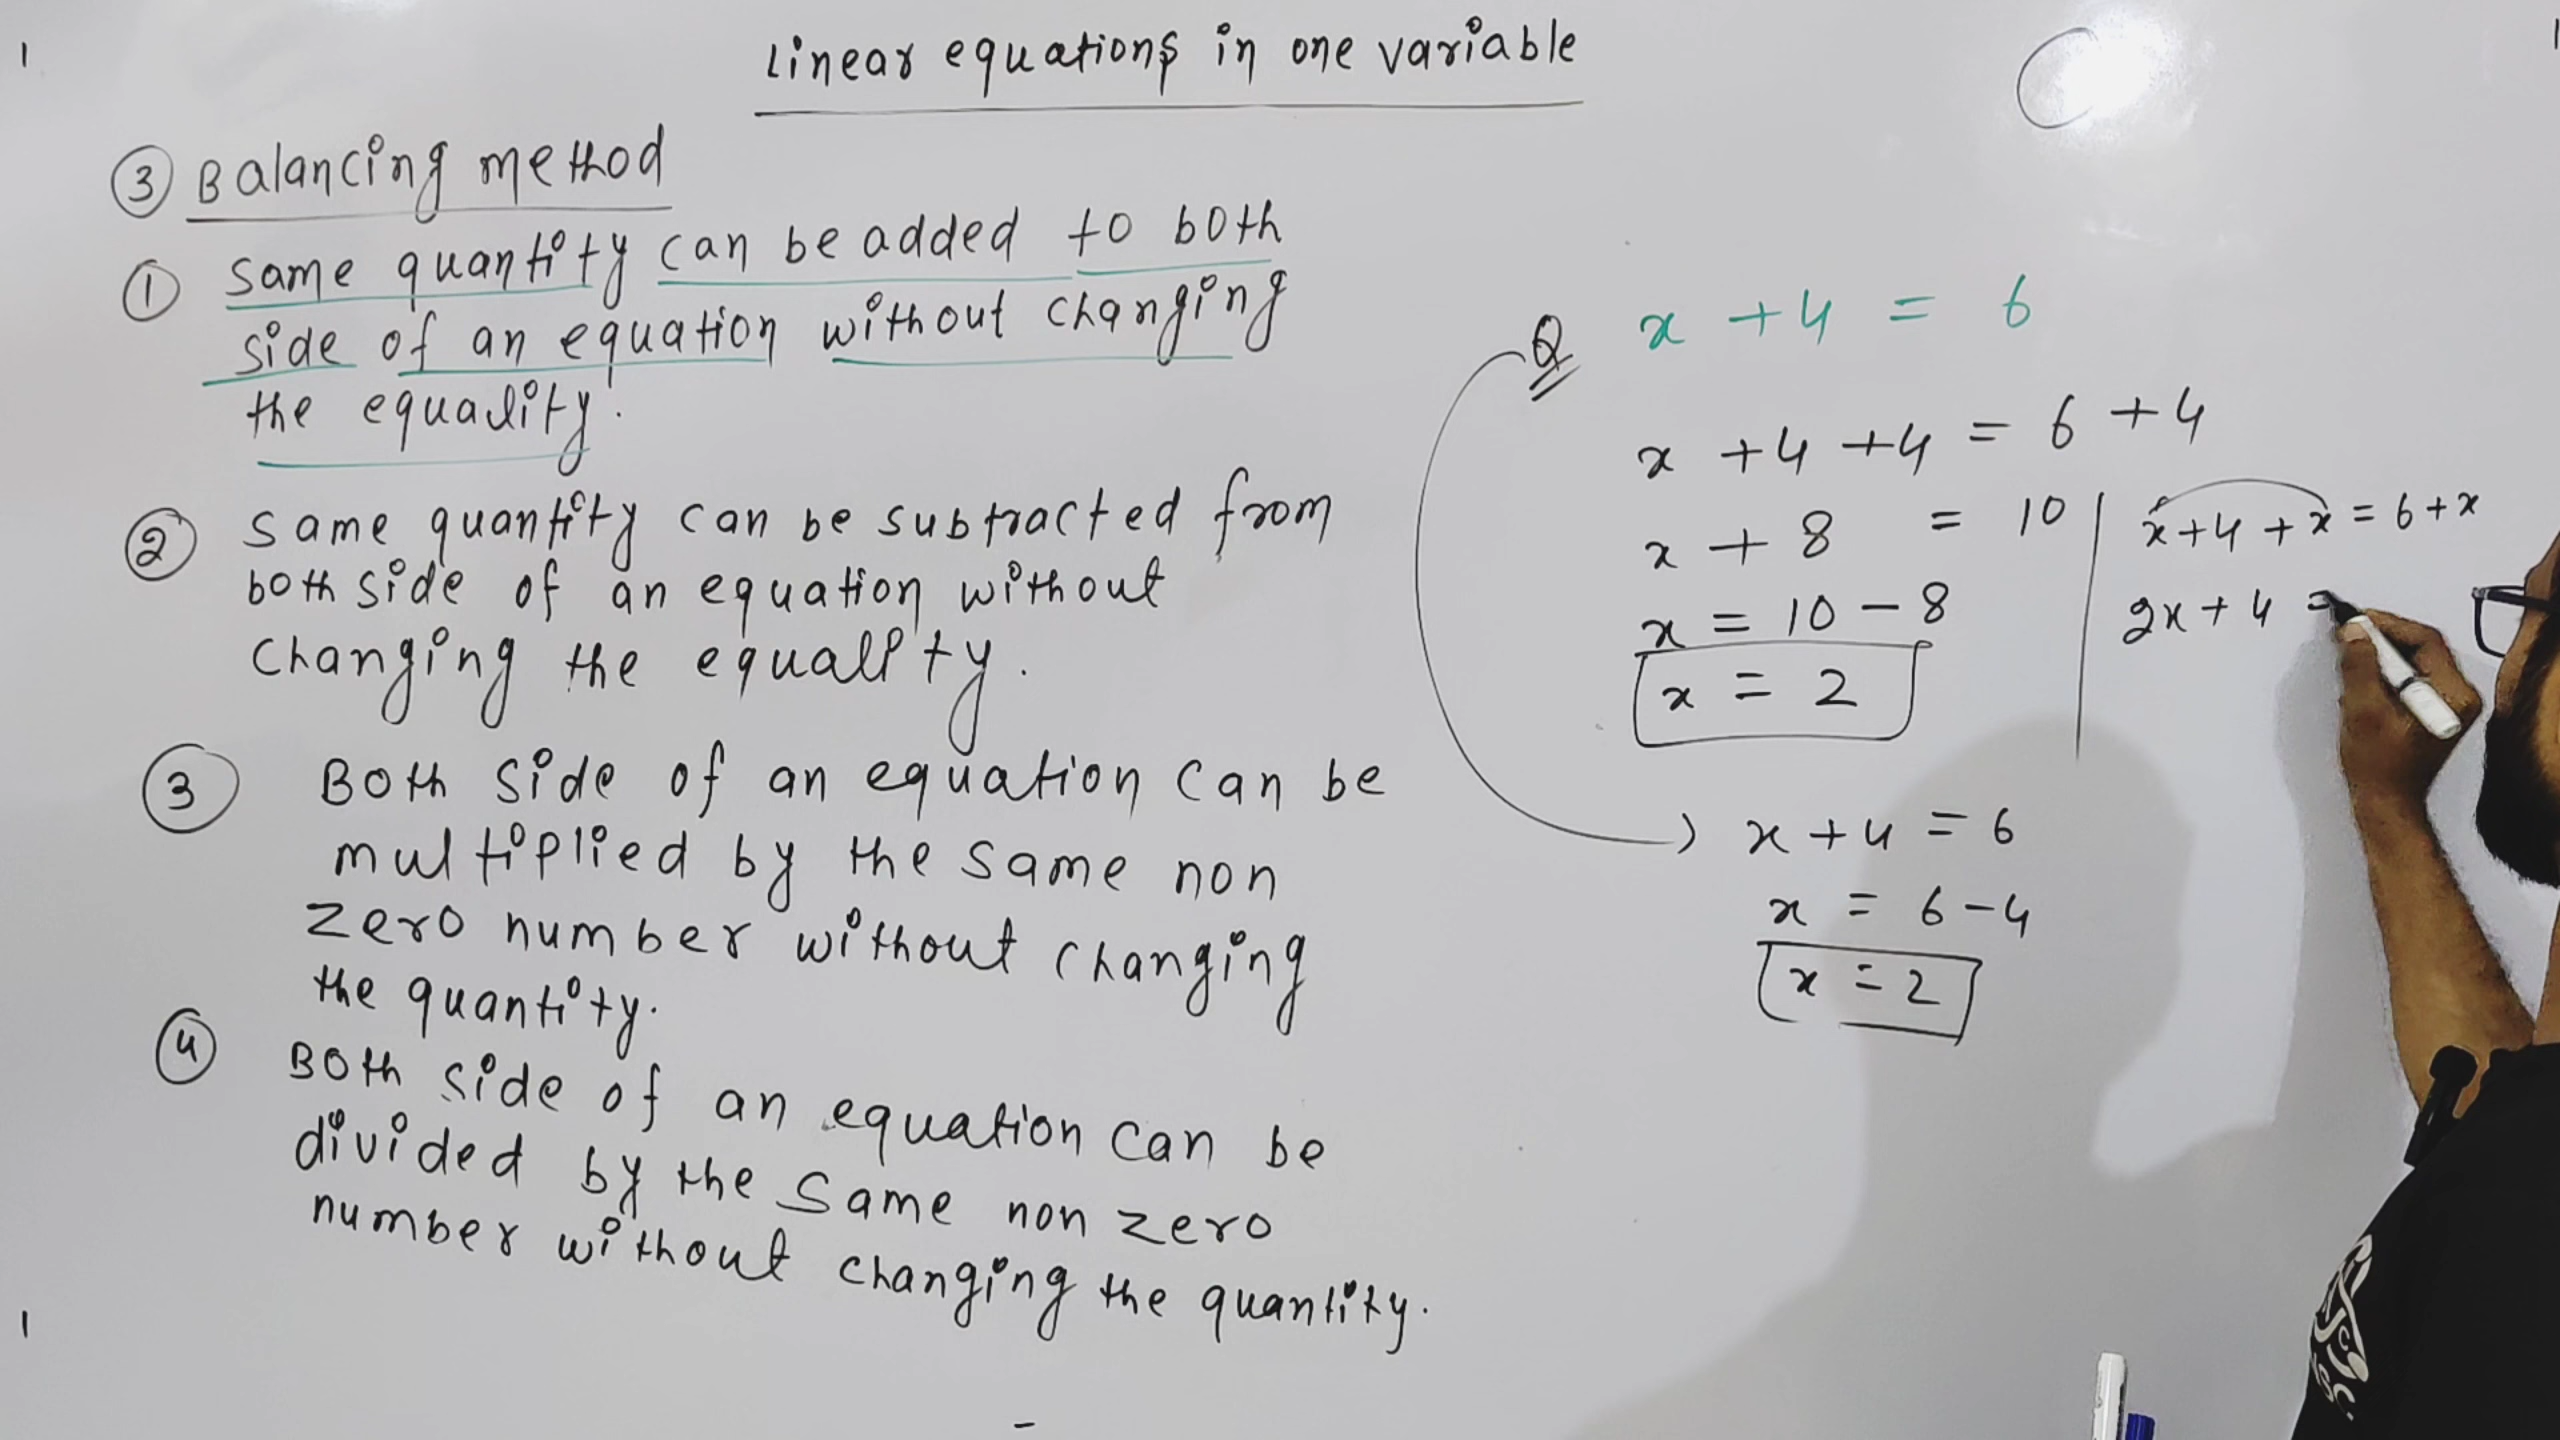 Linear equations in one variable
③ Balancing method
① same quantity can be added to both
side of an equation without changing
the equality.
② same quantity can be subtracted from
both side of an equation without
changing the equality.
③ Both side of an equation can be
multiplied by the same non
zero number without changing
the quantity.
④ Both side of an equation can be
divided by the same non zero
number without changing the quantity.
Q x + 4 = 6
x + 4 + 4 = 6 + 4
x + 8 = 10
x = 10 - 8
x = 2
x + 4 + x = 6 + x
2x + 4 =
x + 4 = 6
x = 6 - 4
x = 2